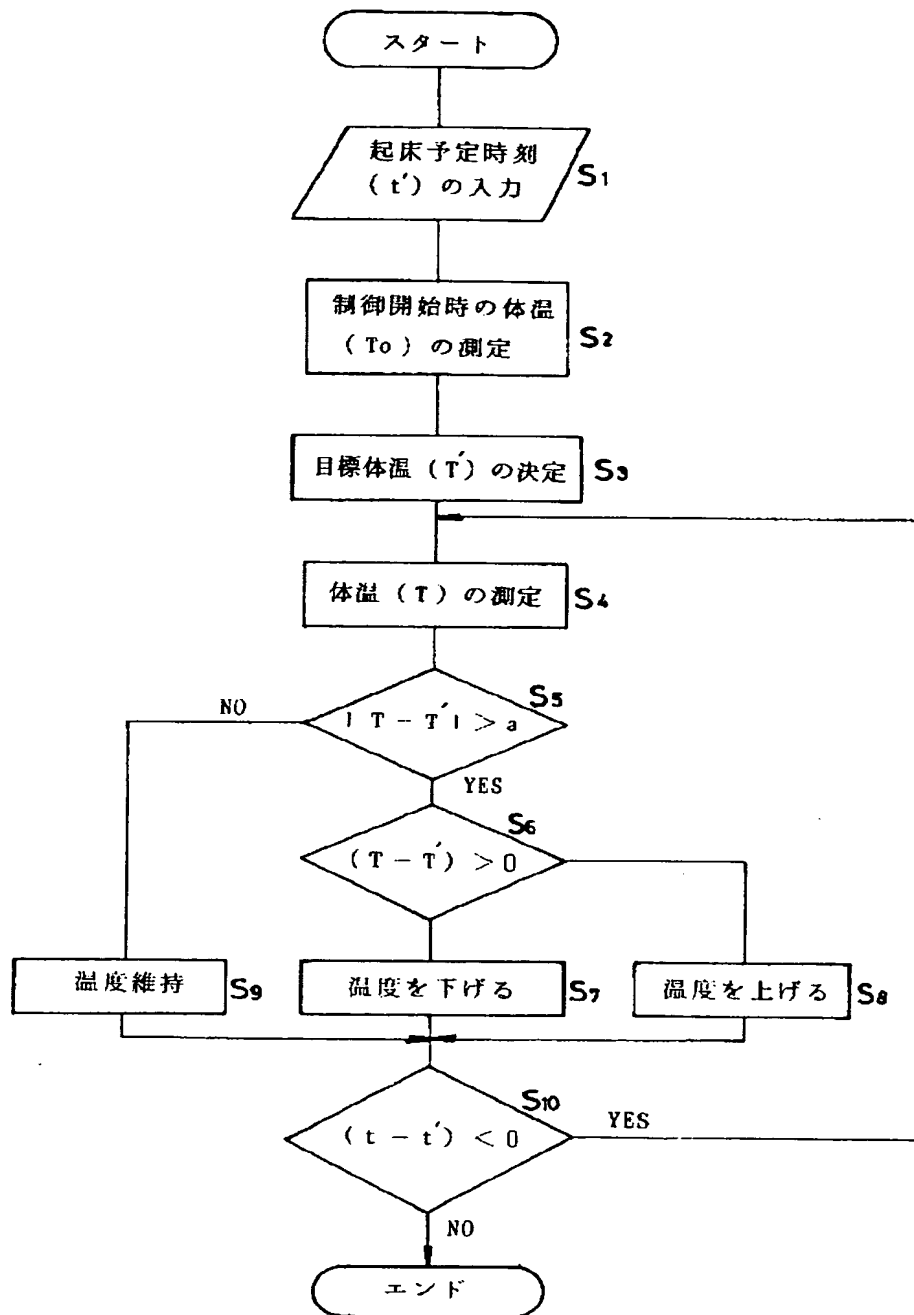 スタート
起床予定時刻
(t′)の入力
S1
制御開始時の体温
(To)の測定
S2
目標体温(T′)の決定
S3
体温(T)の測定
S4
S5
NO
| T − T′ | > a
YES
S6
(T − T′) > 0
温度維持
S9
温度を下げる
S7
温度を上げる
S8
S10
(t − t′) < 0
YES
NO
エンド